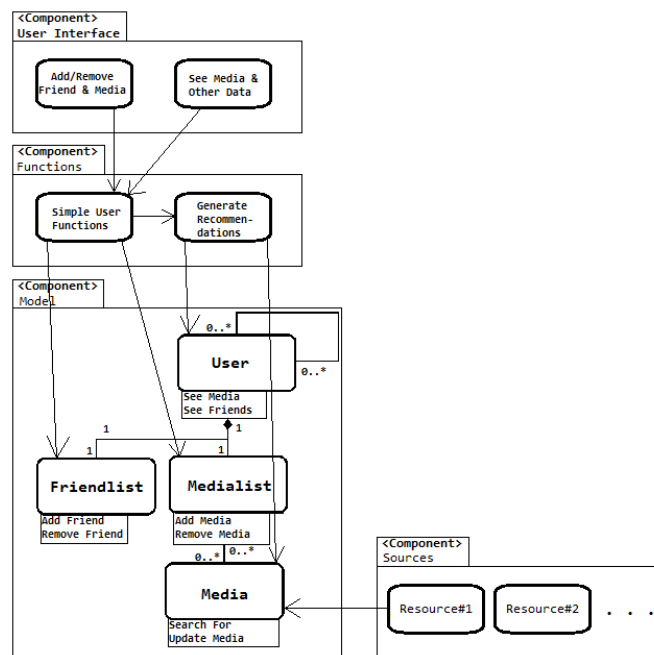 <Component>
User Interface
Add/Remove
Friend & Media
See Media &
Other Data
<Component>
Functions
Simple User
Functions
Generate
Recommen-
dations
<Component>
Model
0..*
User
0..*
See Media
See Friends
1
1
1
1
Friendlist
Medialist
Add Friend
Remove Friend
Add Media
Remove Media
0..*
0..*
Media
Search For
Update Media
<Component>
Sources
Resource#1
Resource#2
. . .